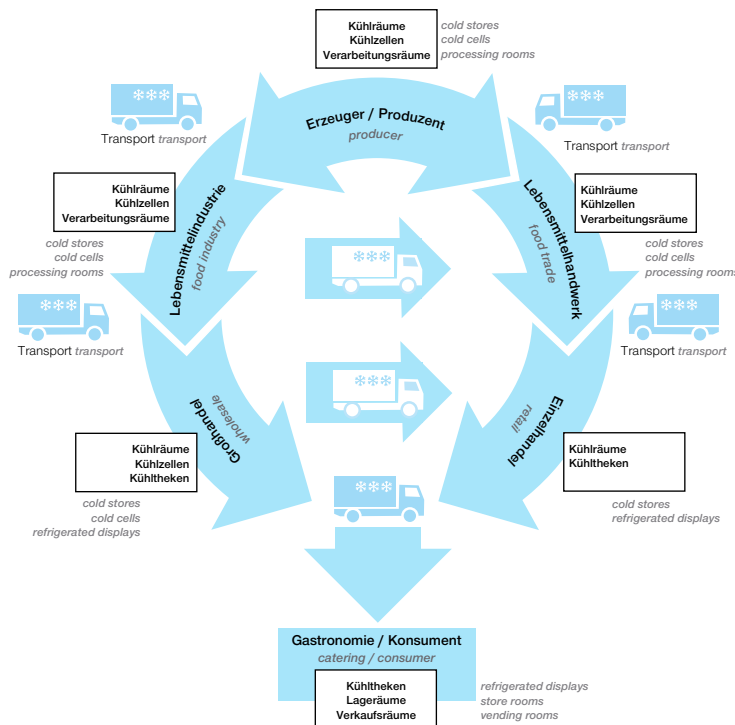 Kühlräume
Kühlzellen
Verarbeitungsräume
cold stores
cold cells
processing rooms
Erzeuger / Produzent
producer
Transport transport
Transport transport
Kühlräume
Kühlzellen
Verarbeitungsräume
cold stores
cold cells
processing rooms
Lebensmittelindustrie
food industry
Lebensmittelhandwerk
food trade
Kühlräume
Kühlzellen
Verarbeitungsräume
cold stores
cold cells
processing rooms
Transport transport
Transport transport
Großhandel
wholesale
Einzelhandel
retail
Kühlräume
Kühlzellen
Kühltheken
cold stores
cold cells
refrigerated displays
Kühlräume
Kühltheken
cold stores
refrigerated displays
Gastronomie / Konsument
catering / consumer
Kühltheken
Lageräume
Verkaufsräume
refrigerated displays
store rooms
vending rooms